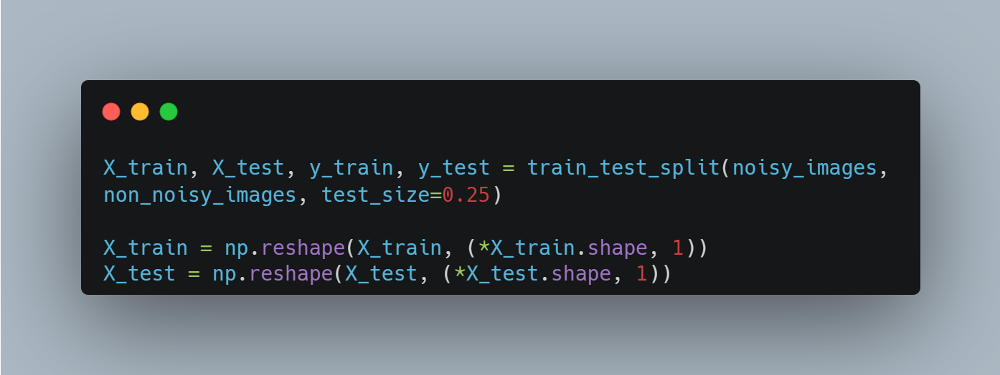 X_train, X_test, y_train, y_test = train_test_split(noisy_images,
non_noisy_images, test_size=0.25)
X_train = np.reshape(X_train, (*X_train.shape, 1))
X_test = np.reshape(X_test, (*X_test.shape, 1))